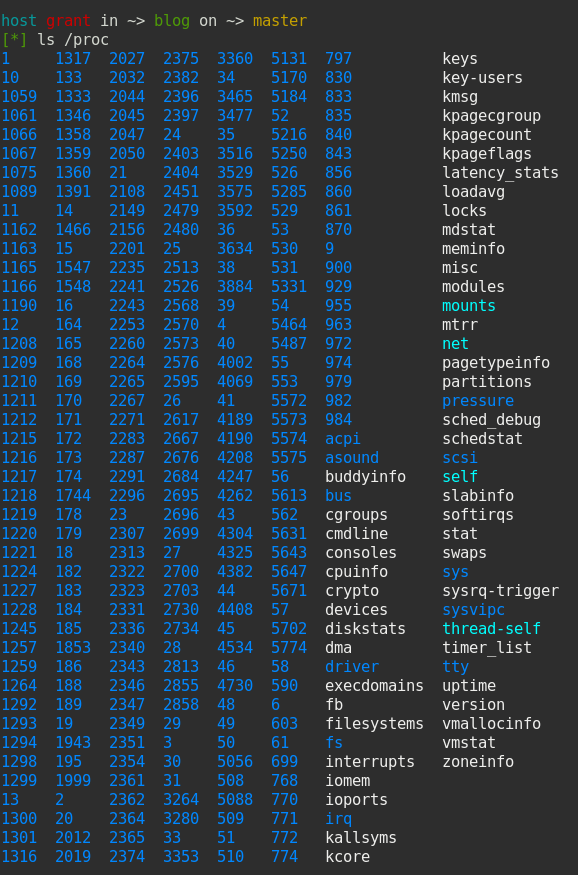 host grant in ~> blog on ~> master
[*] ls /proc
1 1317 2027 2375 3360 5131 797 keys
10 133 2032 2382 34 5170 830 key-users
1059 1333 2044 2396 3465 5184 833 kmsg
1061 1346 2045 2397 3477 52 835 kpagecgroup
1066 1358 2047 24 35 5216 840 kpagecount
1067 1359 2050 2403 3516 5250 843 kpageflags
1075 1360 21 2404 3529 526 856 latency_stats
1089 1391 2108 2451 3575 5285 860 loadavg
11 14 2149 2479 3592 529 861 locks
1162 1466 2156 2480 36 53 870 mdstat
1163 15 2201 25 3634 530 9 meminfo
1165 1547 2235 2513 38 531 900 misc
1166 1548 2241 2526 3884 5331 929 modules
1190 16 2243 2568 39 54 955 mounts
12 164 2253 2570 4 5464 963 mtrr
1208 165 2260 2573 40 5487 972 net
1209 168 2264 2576 4002 55 974 pagetypeinfo
1210 169 2265 2595 4069 553 979 partitions
1211 170 2267 26 41 5572 982 pressure
1212 171 2271 2617 4189 5573 984 sched_debug
1215 172 2283 2667 4190 5574 acpi schedstat
1216 173 2287 2676 4208 5575 asound scsi
1217 174 2291 2684 4247 56 buddyinfo self
1218 1744 2296 2695 4262 5613 bus slabinfo
1219 178 23 2696 43 562 cgroups softirqs
1220 179 2307 2699 4304 5631 cmdline stat
1221 18 2313 27 4325 5643 consoles swaps
1224 182 2322 2700 4382 5647 cpuinfo sys
1227 183 2323 2703 44 5671 crypto sysrq-trigger
1228 184 2331 2730 4408 57 devices sysvipc
1245 185 2336 2734 45 5702 diskstats thread-self
1257 1853 2340 28 4534 5774 dma timer_list
1259 186 2343 2813 46 58 driver tty
1264 188 2346 2855 4730 590 execdomains uptime
1292 189 2347 2858 48 6 fb version
1293 19 2349 29 49 603 filesystems vmallocinfo
1294 1943 2351 3 50 61 fs vmstat
1298 195 2354 30 5056 699 interrupts zoneinfo
1299 1999 2361 31 508 768 iomem
13 2 2362 3264 5088 770 ioports
1300 20 2364 3280 509 771 irq
1301 2012 2365 33 51 772 kallsyms
1316 2019 2374 3353 510 774 kcore